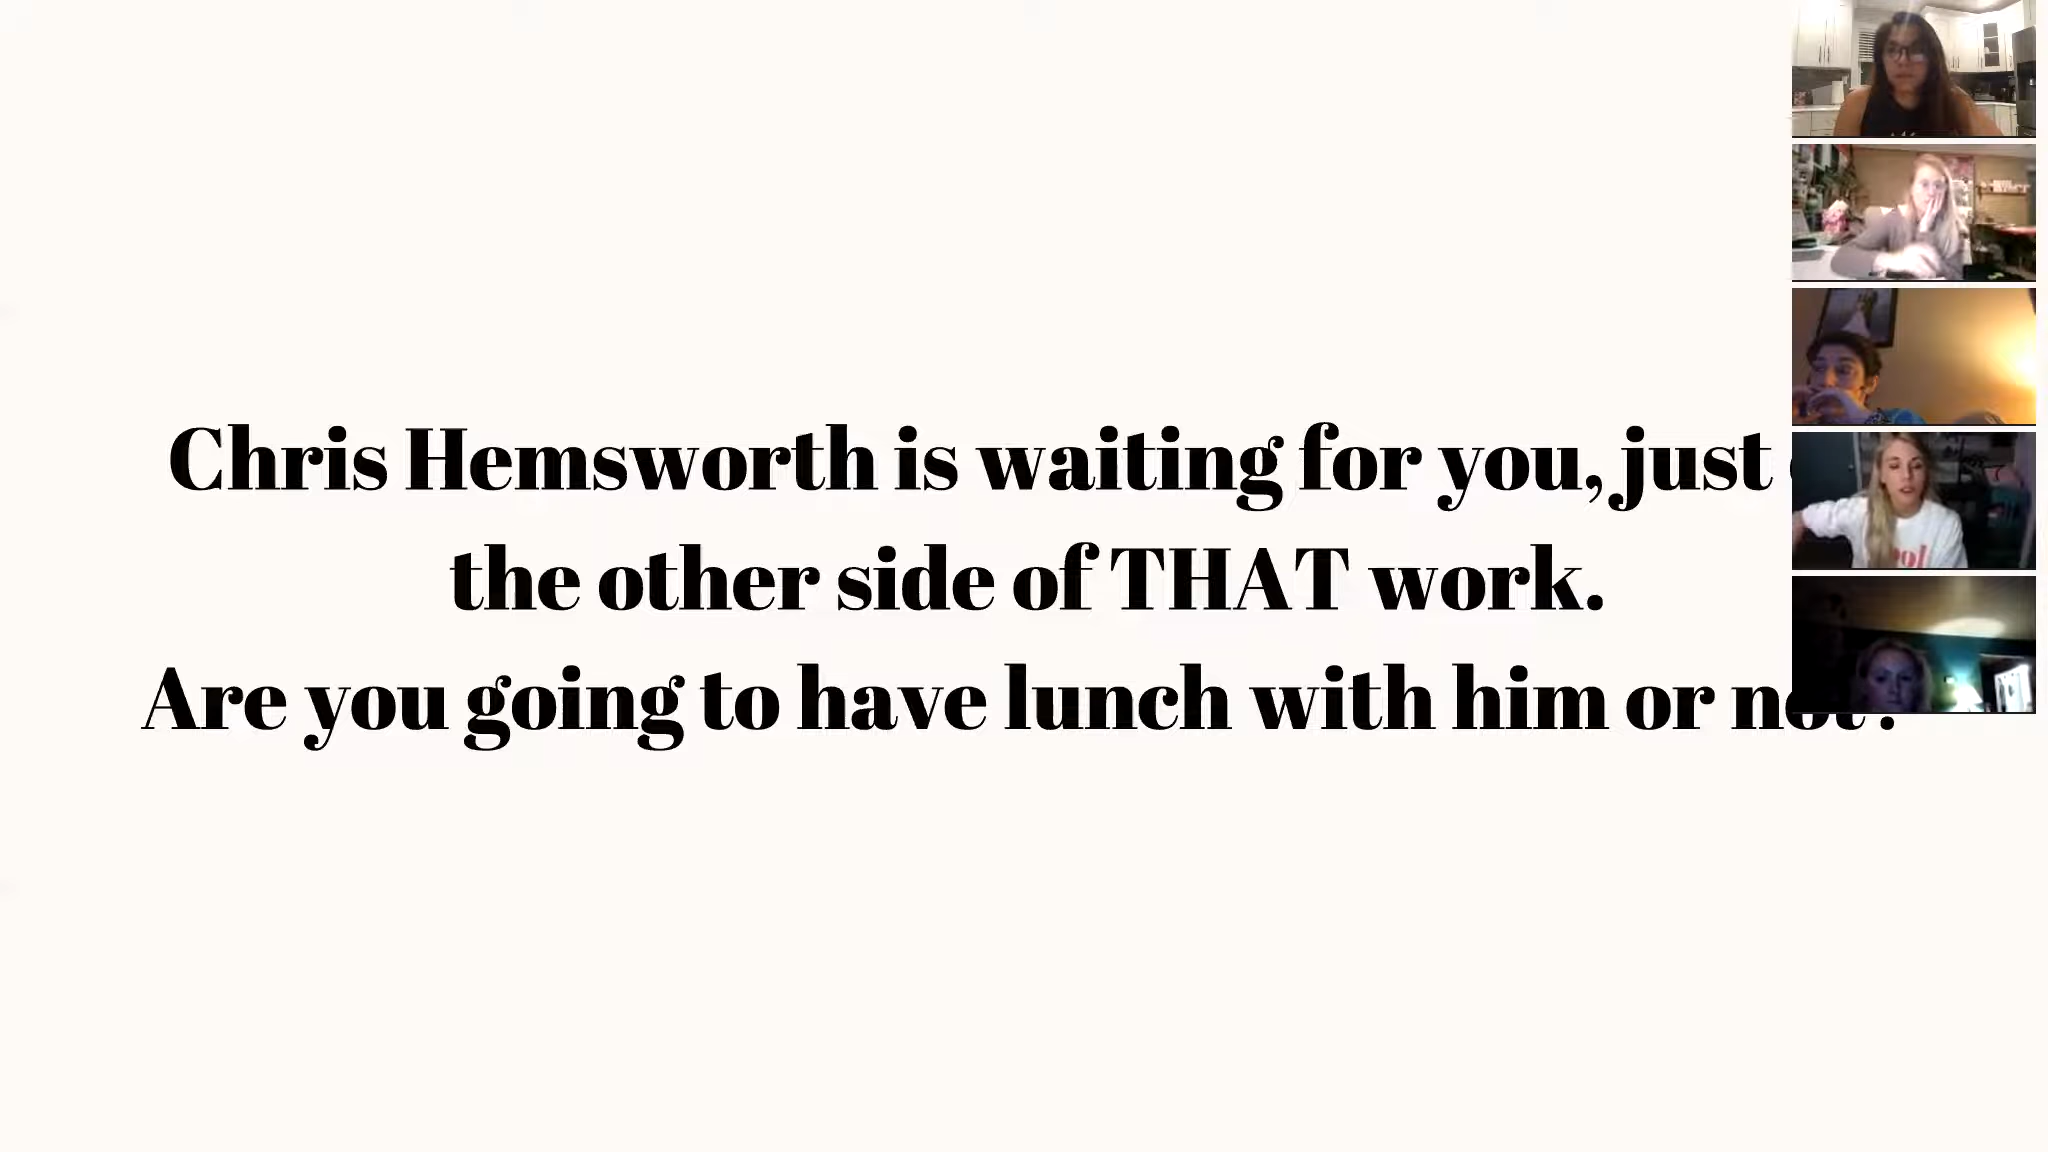 Chris Hemsworth is waiting for you, just
the other side of THAT work.
Are you going to have lunch with him or not?